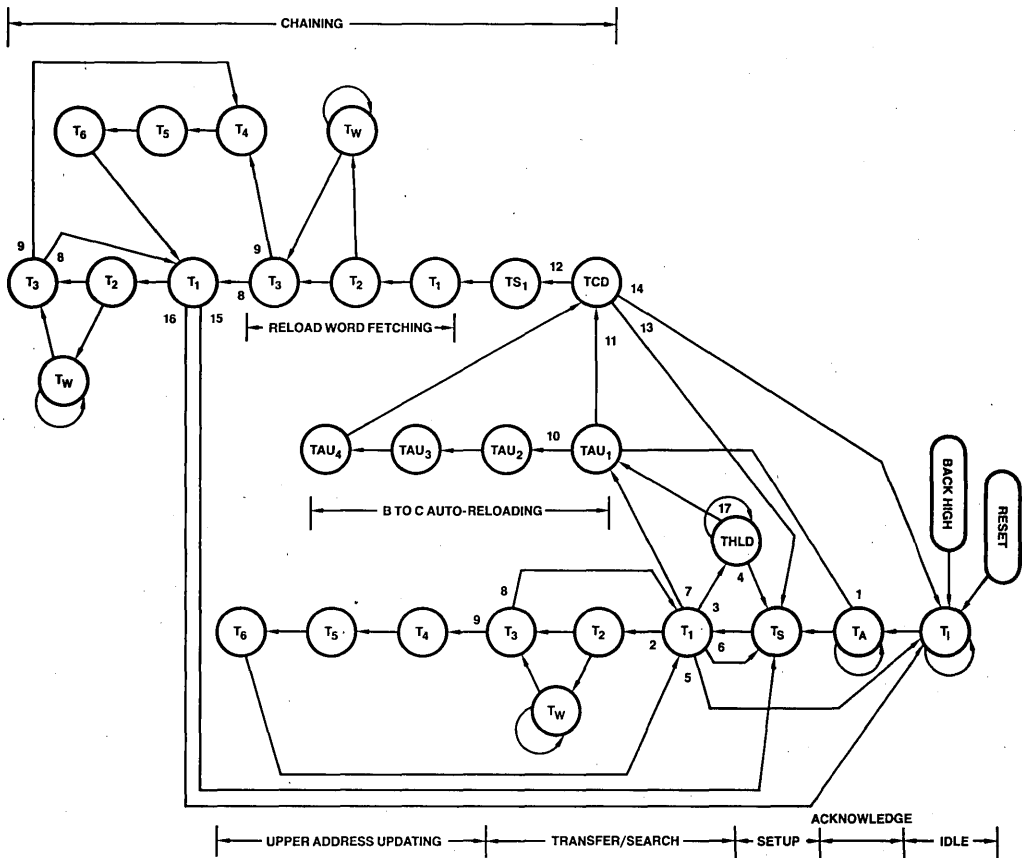 CHAINING
T6 T5 T4 TW
9 8 9 12 14
T3 T2 T1 T3 T2 T1 TS1 TCD
16 15 8 13
RELOAD WORD FETCHING 11
TW
TAU4 TAU3 TAU2 10 TAU1
BACK HIGH
RESET
B TO C AUTO-RELOADING 17
THLD
8 7 3 4 1
T6 T5 T4 9 T3 T2 T1 TS TA TI
2 6
5
TW
ACKNOWLEDGE
UPPER ADDRESS UPDATING TRANSFER/SEARCH SETUP IDLE